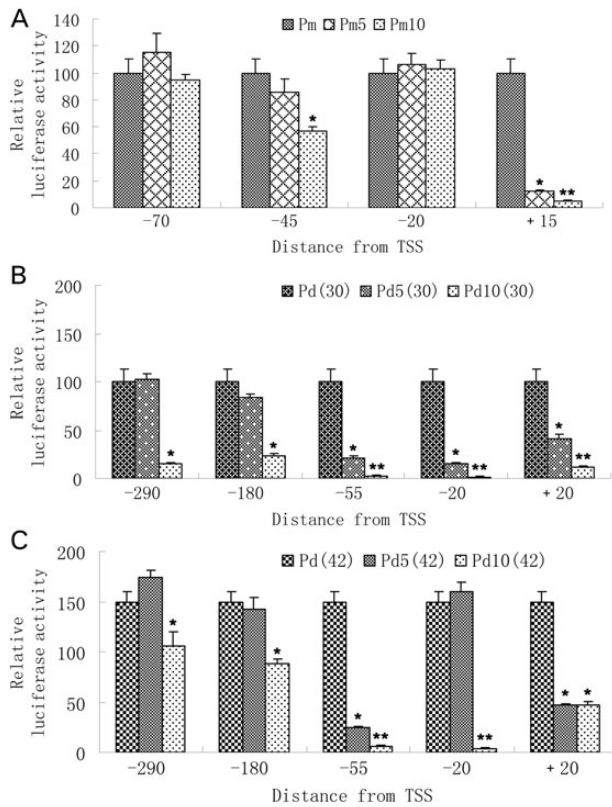 A
Pm Pm5 Pm10
Relative
luciferase activity
140
120
100
80
60
40
20
0
* * **
-70 -45 -20 +15
Distance from TSS
B
Pd(30) Pd5(30) Pd10(30)
Relative
luciferase activity
200
150
100
50
0
* * * ** * ** * **
-290 -180 -55 -20 +20
Distance from TSS
C
Pd(42) Pd5(42) Pd10(42)
Relative
luciferase activity
200
150
100
50
0
* * * ** ** * *
-290 -180 -55 -20 +20
Distance from TSS